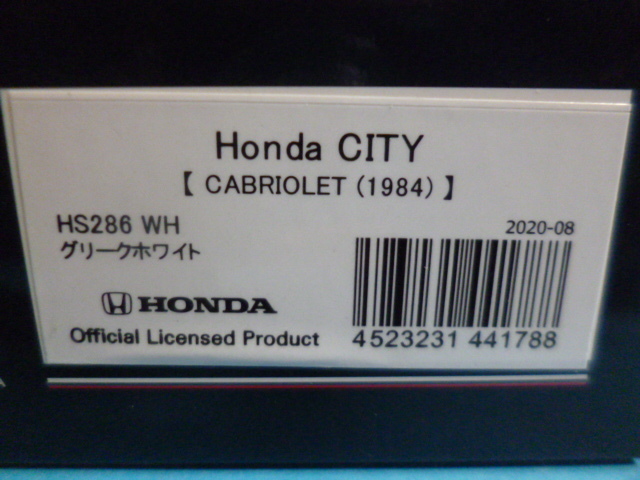 Honda CITY
【 CABRIOLET (1984) 】
HS286 WH
2020-08
グリークホワイト
HONDA
Official Licensed Product
4523231 441788